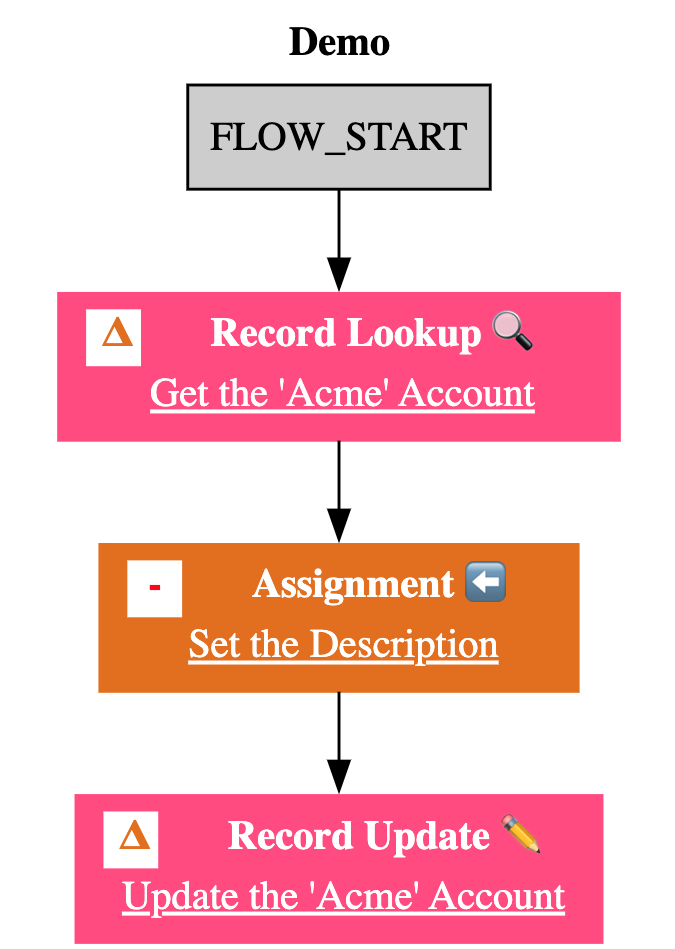 Demo
FLOW_START
Δ Record Lookup 🔍
Get the 'Acme' Account
- Assignment ⬅️
Set the Description
Δ Record Update ✏️
Update the 'Acme' Account